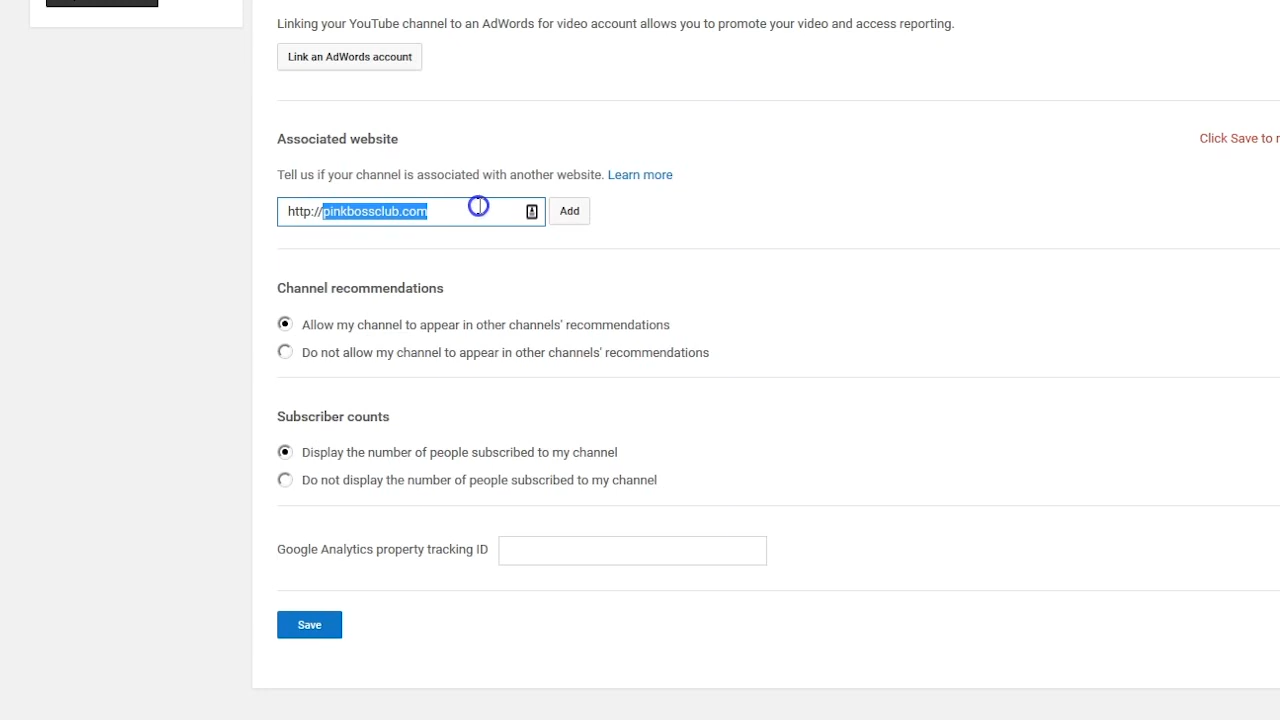 Linking your YouTube channel to an AdWords for video account allows you to promote your video and access reporting.
Link an AdWords account
Associated website
Click Save to
Tell us if your channel is associated with another website. Learn more
http://pinkbossclub.com
Add
Channel recommendations
Allow my channel to appear in other channels' recommendations
Do not allow my channel to appear in other channels' recommendations
Subscriber counts
Display the number of people subscribed to my channel
Do not display the number of people subscribed to my channel
Google Analytics property tracking ID
Save